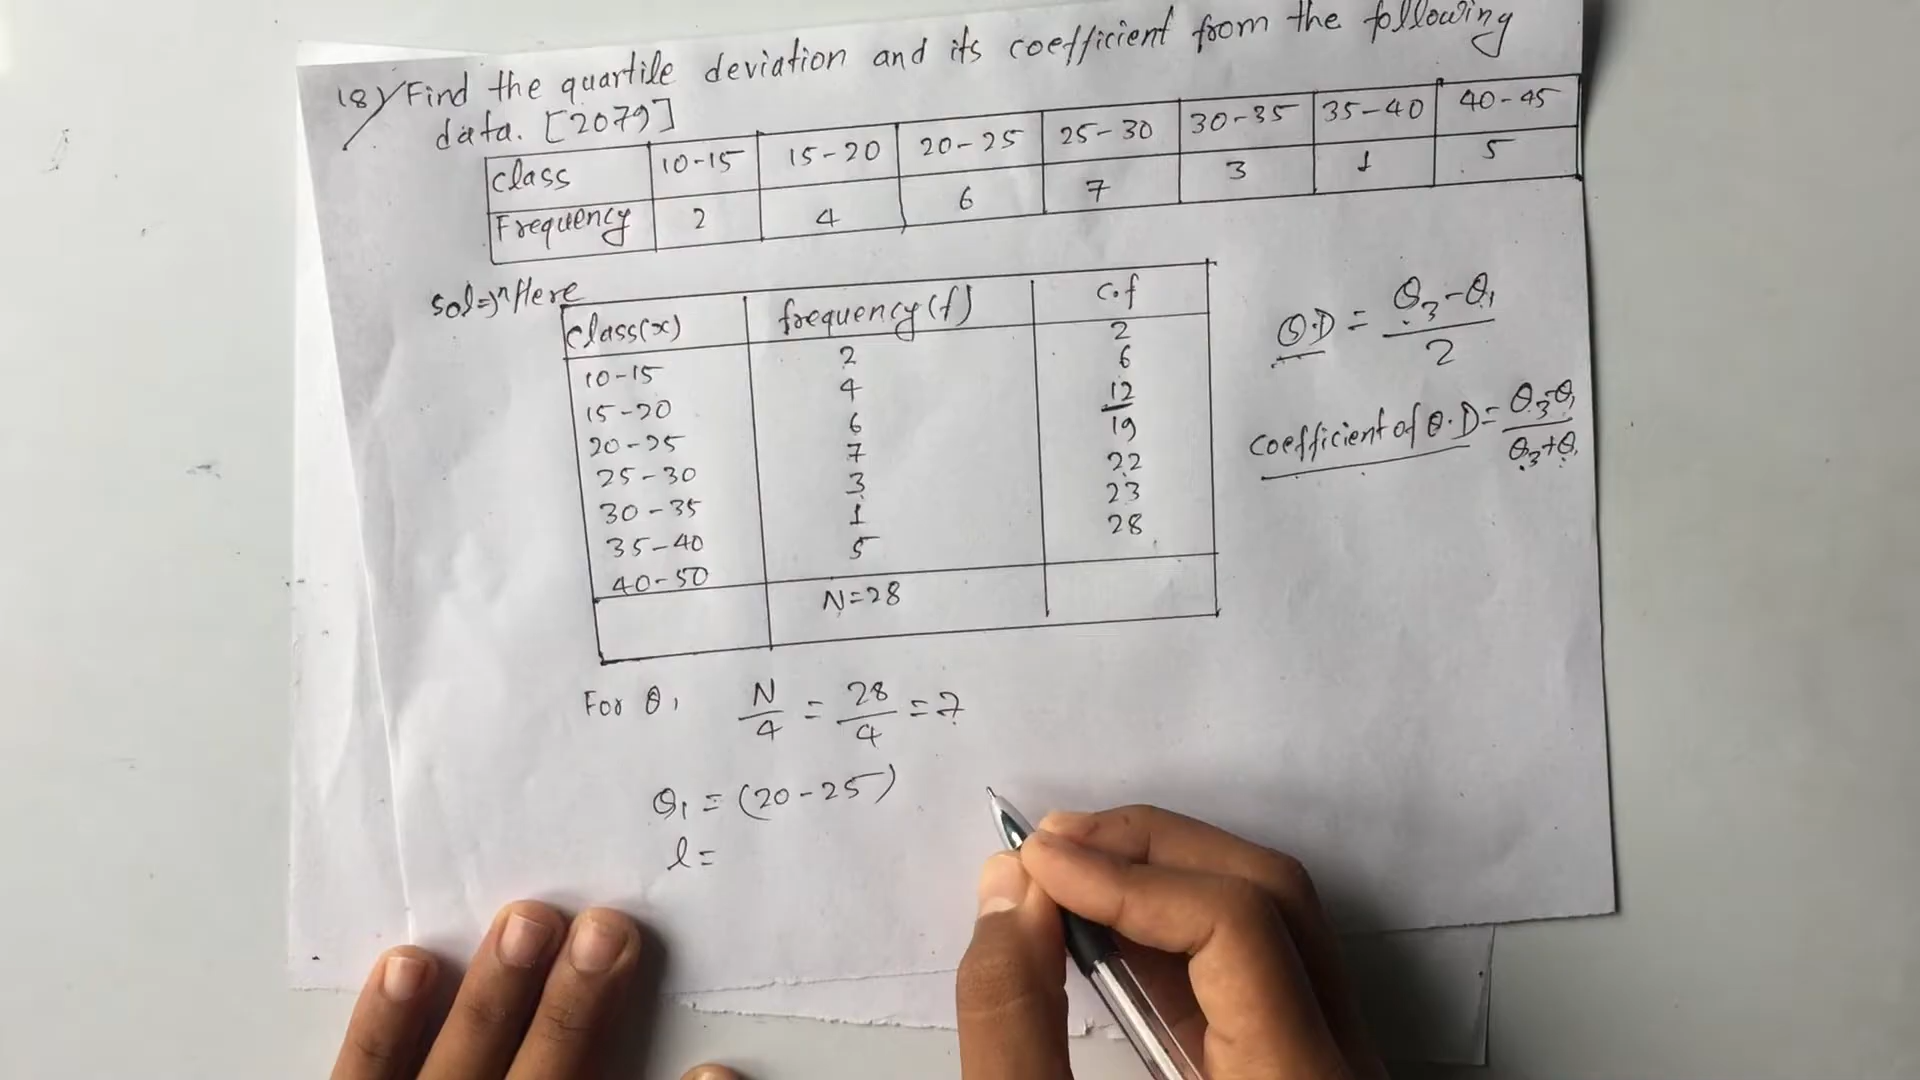 18) Find the quartile deviation and its coefficient from the following
data. [2079]
class 10-15 15-20 20-25 25-30 30-35 35-40 40-45
Frequency 2 4 6 7 3 1 5
Sol=)ⁿ Here
class(x) frequency(f) c.f
10-15 2 2
15-20 4 6
20-25 6 12
25-30 7 19
30-35 3 22
35-40 1 23
40-50 5 28
N=28
Q.D = Q₃-Q₁/2
coefficient of Q.D = Q₃-Q₁/Q₃+Q₁
For Q₁ N/4 = 28/4 = 7
Q₁ = (20-25)
l =